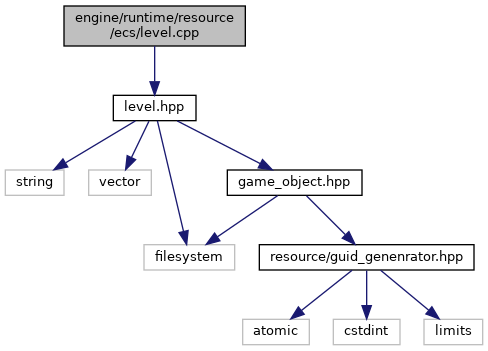 engine/runtime/resource
/ecs/level.cpp
level.hpp
string
vector
game_object.hpp
filesystem
resource/guid_genenrator.hpp
atomic
cstdint
limits